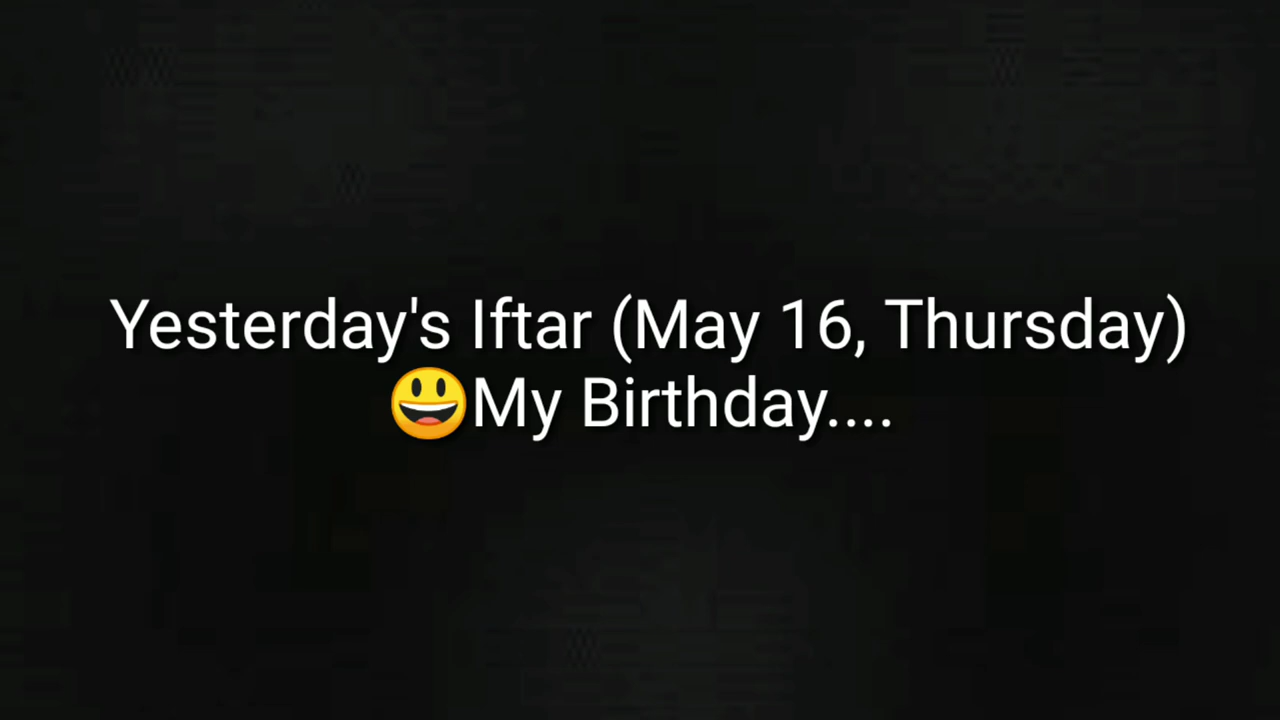 Yesterday's Iftar (May 16, Thursday)
😃My Birthday....